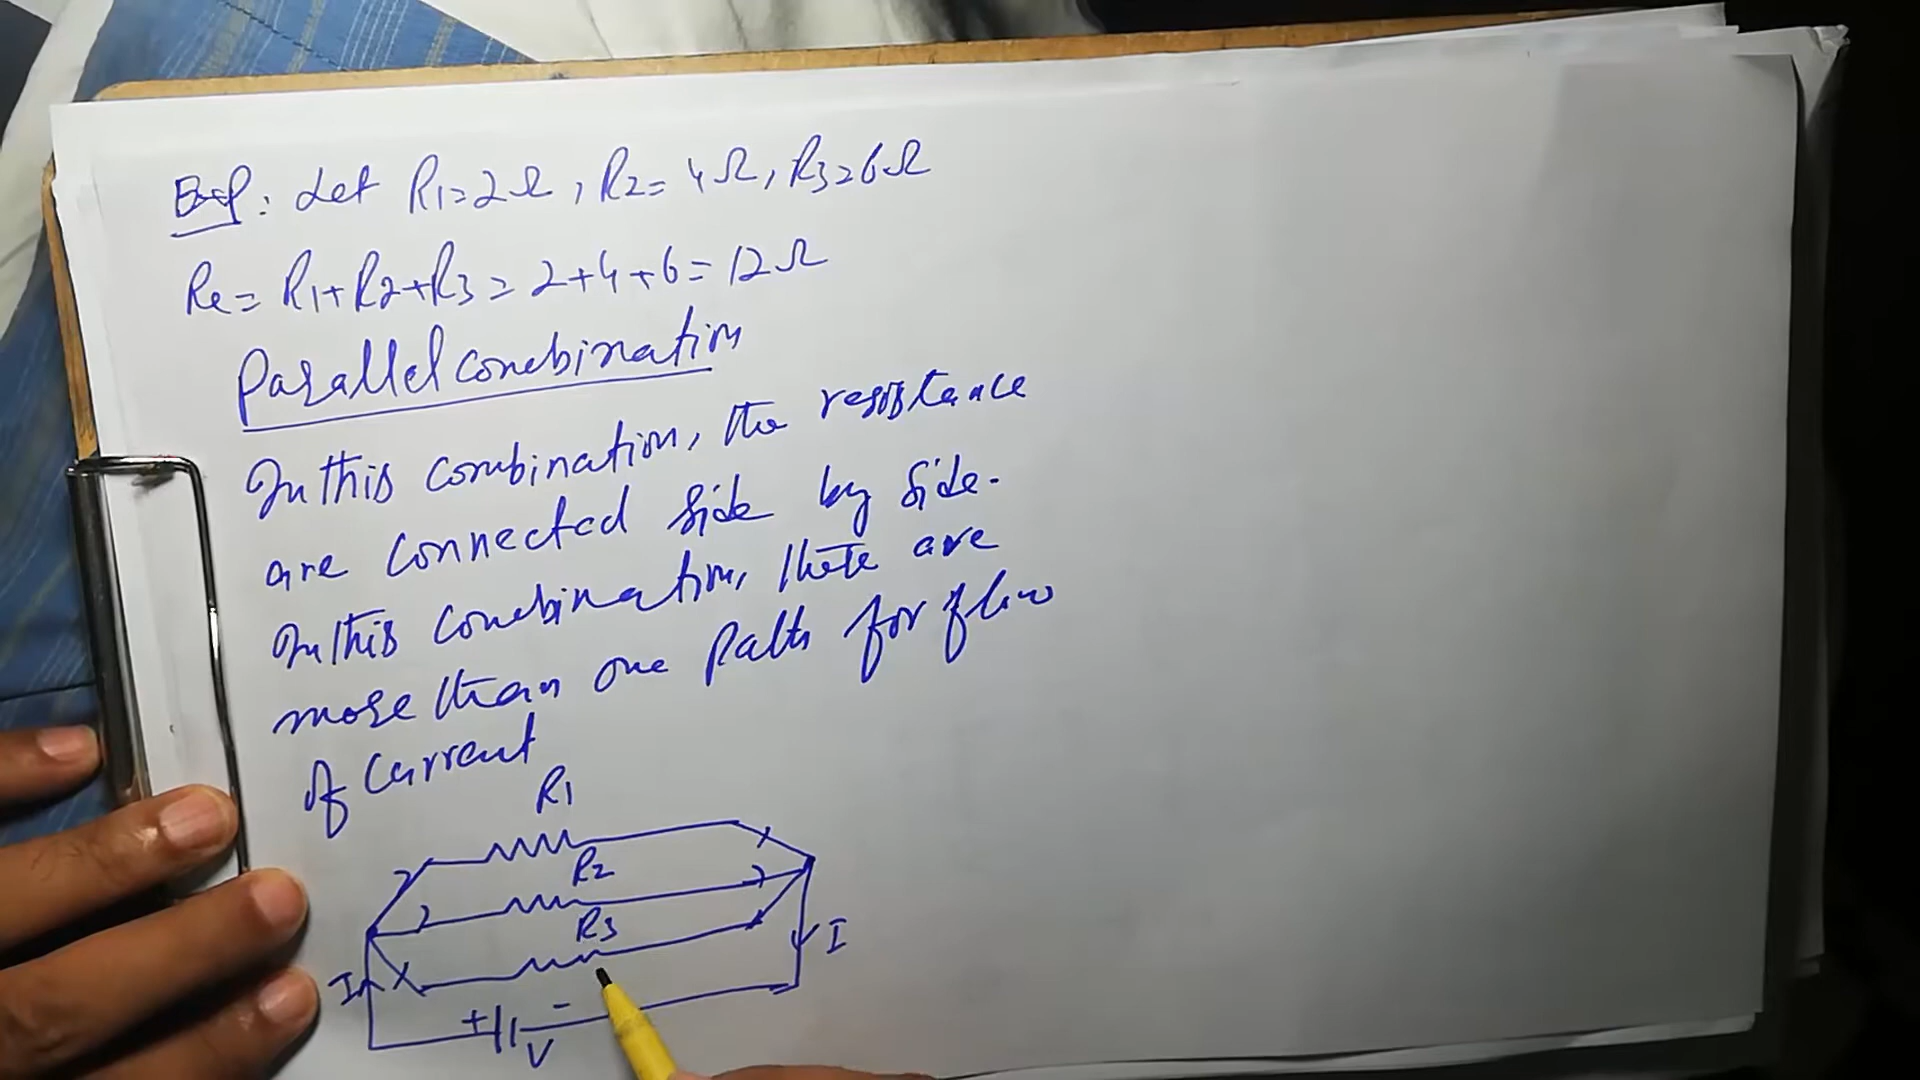 Exp: Let R1=2Ω, R2=4Ω, R3=6Ω
Re= R1+R2+R3=2+4+6=12Ω
Parallel combination
In this combination, the resistance
are connected side by side.
In this combination, there are
more than one path for flow
of current
R1
R2
R3
I
I
+ -
V